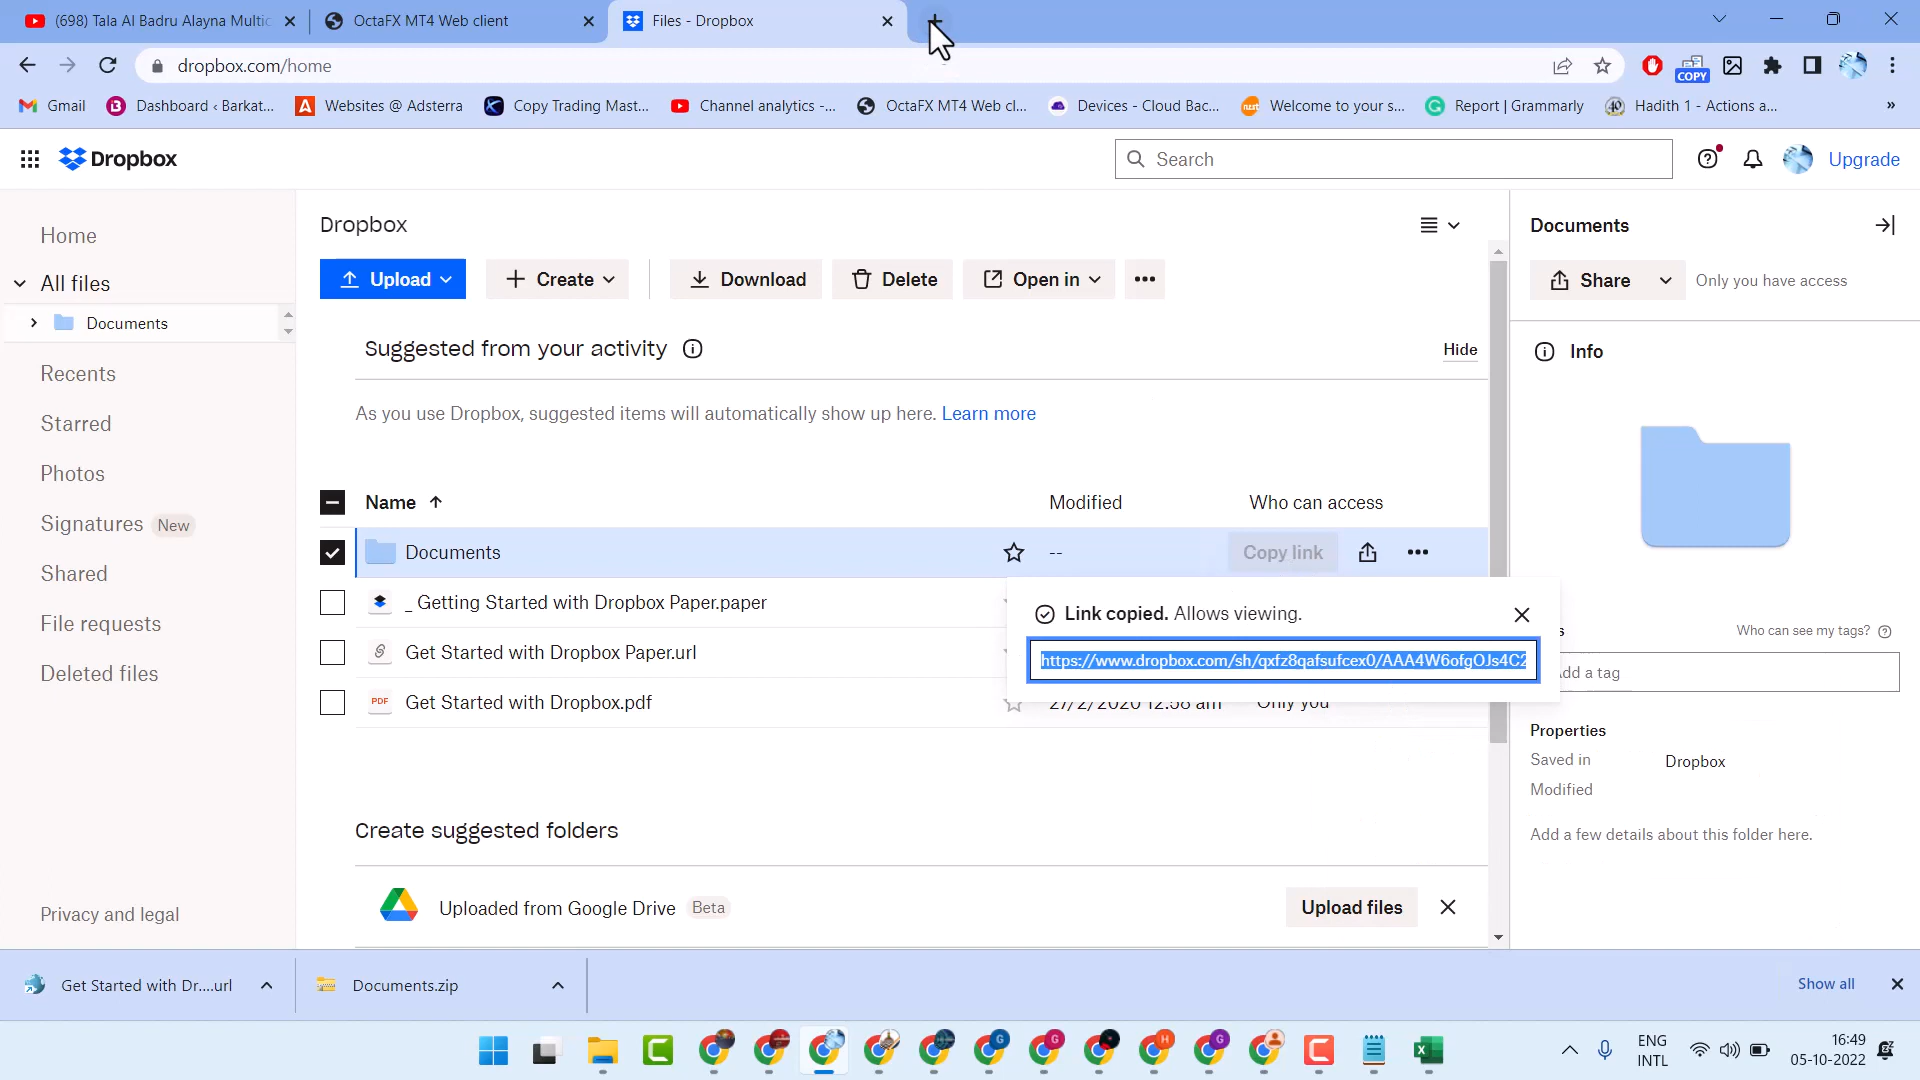 (698) Tala Al Badru Alayna Multic
OctaFX MT4 Web client
Files - Dropbox
dropbox.com/home
COPY
Gmail
Dashboard ‹ Barkat...
Websites @ Adsterra
Copy Trading Mast...
Channel analytics -...
OctaFX MT4 Web cl...
Devices - Cloud Bac...
Welcome to your s...
Report | Grammarly
Hadith 1 - Actions a...
»
Dropbox
Search
Upgrade
Home
All files
Documents
Recents
Starred
Photos
Signatures New
Shared
File requests
Deleted files
Privacy and legal
Dropbox
Upload
Create
Download
Delete
Open in
Suggested from your activity
Hide
As you use Dropbox, suggested items will automatically show up here. Learn more
Name
Modified
Who can access
Documents
--
Copy link
_ Getting Started with Dropbox Paper.paper
Get Started with Dropbox Paper.url
PDF Get Started with Dropbox.pdf
27/2/2020 12:58 am
Only you
Link copied. Allows viewing.
https://www.dropbox.com/sh/qxfz8qafsufcex0/AAA4W6ofgOJs4C2
Create suggested folders
Uploaded from Google Drive Beta
Upload files
Documents
Share
Only you have access
Info
Who can see my tags?
dd a tag
Properties
Saved in
Dropbox
Modified
Add a few details about this folder here.
Get Started with Dr....url
Documents.zip
Show all
ENG
INTL
16:49
05-10-2022